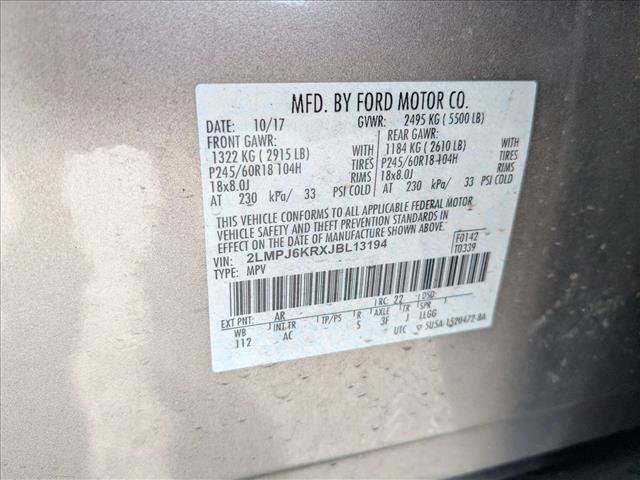 MFD. BY FORD MOTOR CO.
DATE: 10/17 GVWR: 2495 KG ( 5500 LB)
FRONT GAWR: REAR GAWR:
1322 KG ( 2915 LB) WITH 1184 KG ( 2610 LB) WITH
P245/60R18 104H TIRES P245/60R18 104H TIRES
18x8.0J RIMS 18x8.0J RIMS
AT 230 kPa/ 33 PSI COLD AT 230 kPa/ 33 PSI COLD
THIS VEHICLE CONFORMS TO ALL APPLICABLE FEDERAL MOTOR
VEHICLE SAFETY AND THEFT PREVENTION STANDARDS IN
EFFECT ON THE DATE OF MANUFACTURE SHOWN ABOVE.
VIN: 2LMPJ6KRXJBL13194 F0142
TYPE: MPV T0339
RC: 22 DSO:
EXT PNT: AR
WB INT TR TP/PS R AXLE TR SPR
112 AC S 3F J LLGG
UTC ▽ SU5A-1520472-BA